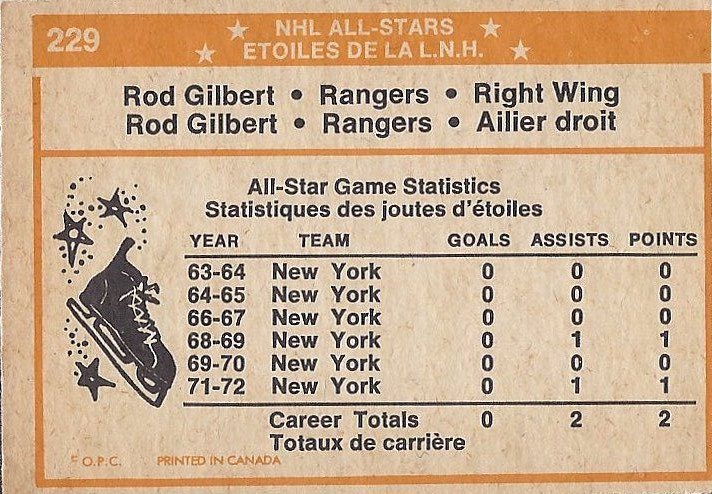 229
NHL ALL-STARS
ETOILES DE LA L.N.H.
Rod Gilbert • Rangers • Right Wing
Rod Gilbert • Rangers • Ailier droit
All-Star Game Statistics
Statistiques des joutes d'étoiles
YEAR TEAM GOALS ASSISTS POINTS
63-64 New York 0 0 0
64-65 New York 0 0 0
66-67 New York 0 0 0
68-69 New York 0 1 1
69-70 New York 0 0 0
71-72 New York 0 1 1
Career Totals 0 2 2
Totaux de carrière
O.P.C. PRINTED IN CANADA